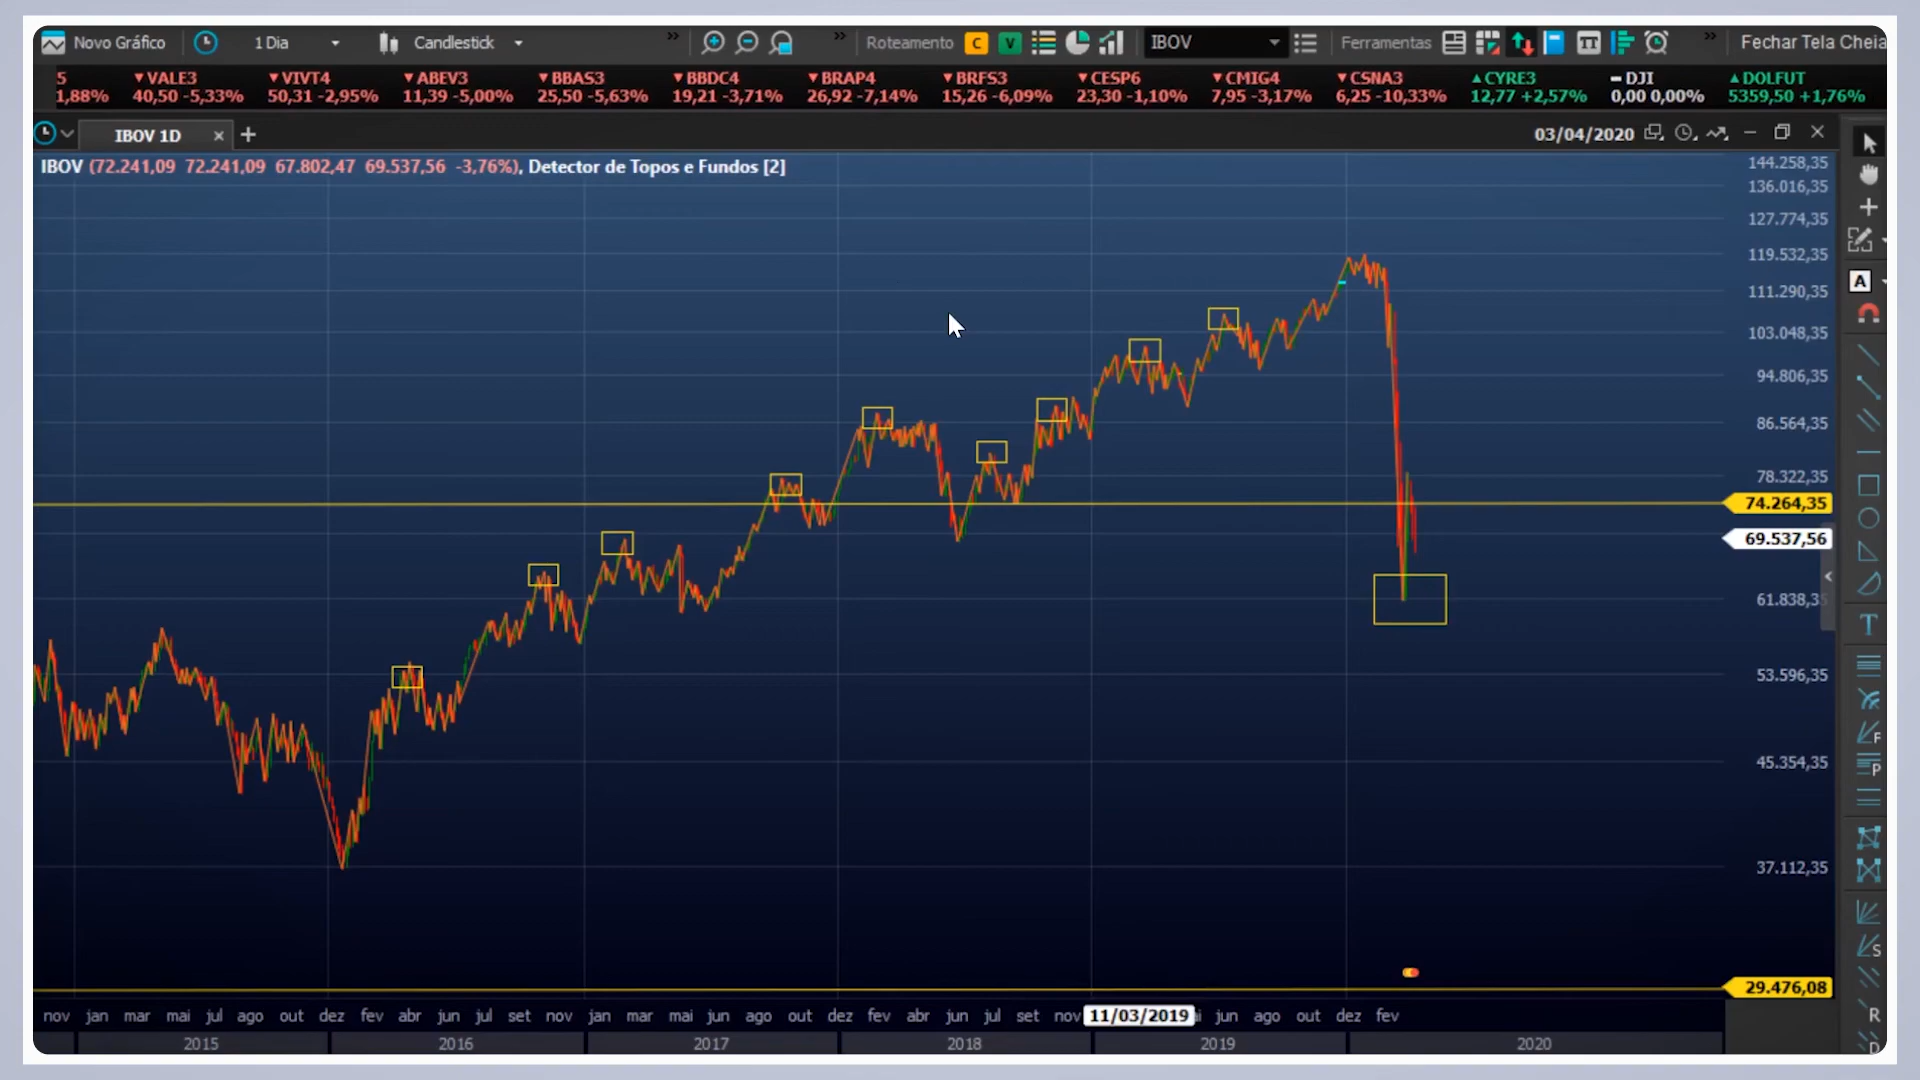 Novo Gráfico 1 Dia Candlestick » » Roteamento C V IBOV Ferramentas » Fechar Tela Cheia
5 ▼VALE3 ▼VIVT4 ▼ABEV3 ▼BBAS3 ▼BBDC4 ▼BRAP4 ▼BRFS3 ▼CESP6 ▼CMIG4 ▼CSNA3 ▲CYRE3 DJI ▲DOLFUT
1,88% 40,50 -5,33% 50,31 -2,95% 11,39 -5,00% 25,50 -5,63% 19,21 -3,71% 26,92 -7,14% 15,26 -6,09% 23,30 -1,10% 7,95 -3,17% 6,25 -10,33% 12,77 +2,57% 0,00 0,00% 5359,50 +1,76%
IBOV 1D 03/04/2020
IBOV (72.241,09 72.241,09 67.802,47 69.537,56 -3,76%), Detector de Topos e Fundos [2]
144.258,35
136.016,35
127.774,35
119.532,35
A
111.290,35
103.048,35
94.806,35
86.564,35
78.322,35
74.264,35
69.537,56
61.838,35
T
53.596,35
F
45.354,35
P
37.112,35
S
29.476,08
nov jan mar mai jul ago out dez fev abr jun jul set nov jan mar mai jun ago out dez fev abr jun jul set nov 11/03/2019 jun ago out dez fev
R
2015 2016 2017 2018 2019 2020
D